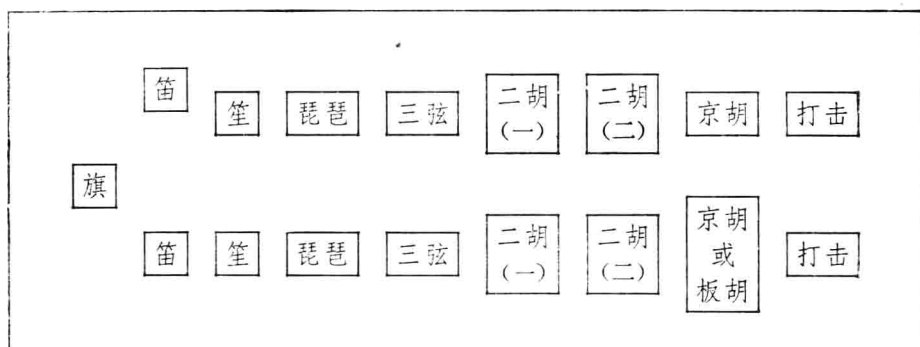 笛
笙 琵琶 三弦 二胡 二胡 京胡 打击
(一) (二)
旗
笛 笙 琵琶 三弦 二胡 二胡 京胡 打击
(一) (二) 或
板胡